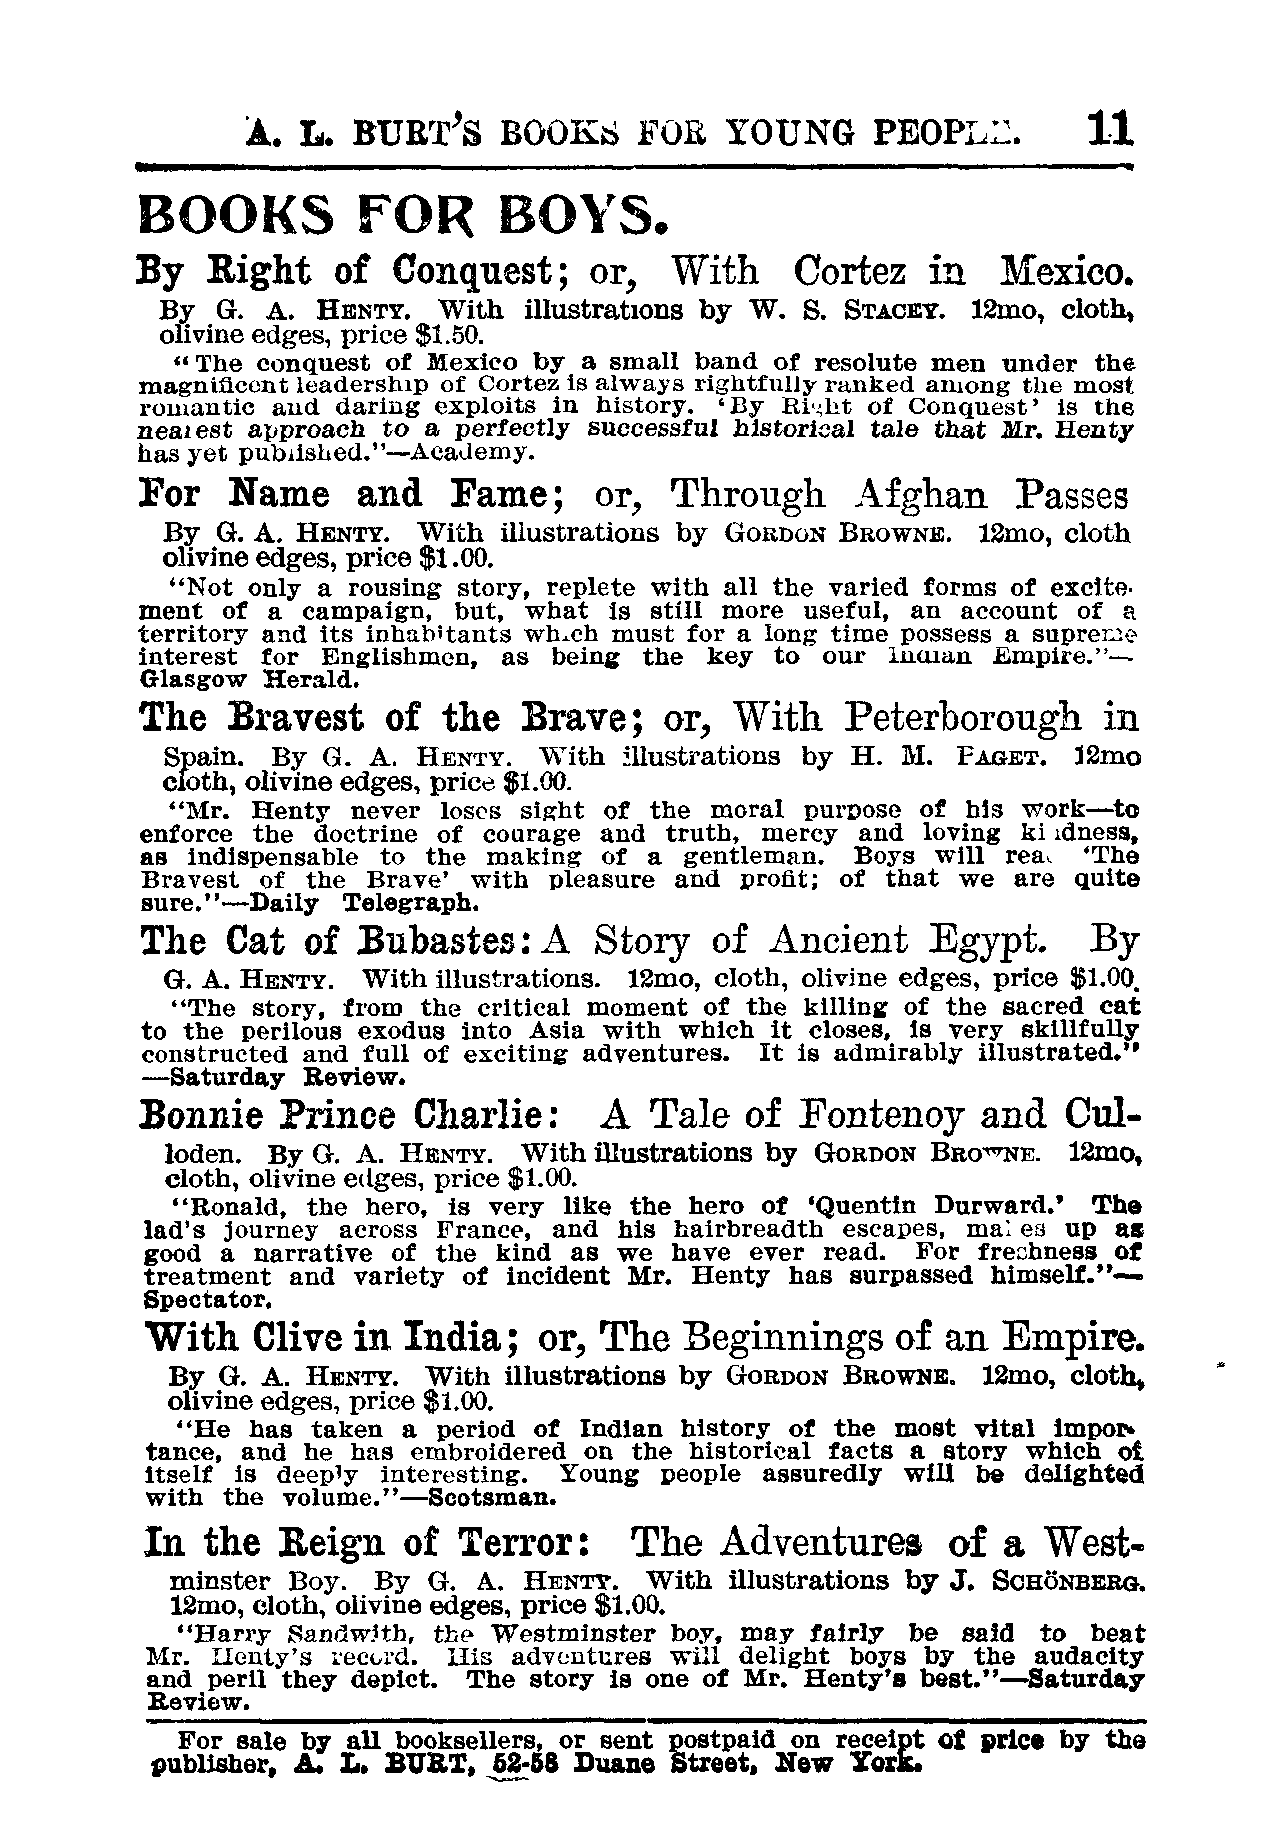 A. L. BURT'S BOOKS FOR YOUNG PEOPLE. 11
BOOKS FOR BOYS.
By Right of Conquest; or, With Cortez in Mexico.
By G. A. HENTY. With illustrations by W. S. STACEY. 12mo, cloth,
olivine edges, price $1.50.
"The conquest of Mexico by a small band of resolute men under the
magnificent leadership of Cortez is always rightfully ranked among the most
romantic and daring exploits in history. 'By Right of Conquest' is the
nearest approach to a perfectly successful historical tale that Mr. Henty
has yet published."—Academy.
For Name and Fame; or, Through Afghan Passes
By G. A. HENTY. With illustrations by GORDON BROWNE. 12mo, cloth
olivine edges, price $1.00.
"Not only a rousing story, replete with all the varied forms of excite-
ment of a campaign, but, what is still more useful, an account of a
territory and its inhabitants which must for a long time possess a supreme
interest for Englishmen, as being the key to our Indian Empire."—
Glasgow Herald.
The Bravest of the Brave; or, With Peterborough in
Spain. By G. A. HENTY. With illustrations by H. M. PAGET. 12mo
cloth, olivine edges, price $1.00.
"Mr. Henty never loses sight of the moral purpose of his work—to
enforce the doctrine of courage and truth, mercy and loving kindness,
as indispensable to the making of a gentleman. Boys will read 'The
Bravest of the Brave' with pleasure and profit; of that we are quite
sure."—Daily Telegraph.
The Cat of Bubastes: A Story of Ancient Egypt. By
G. A. HENTY. With illustrations. 12mo, cloth, olivine edges, price $1.00.
"The story, from the critical moment of the killing of the sacred cat
to the perilous exodus into Asia with which it closes, is very skillfully
constructed and full of exciting adventures. It is admirably illustrated."
—Saturday Review.
Bonnie Prince Charlie: A Tale of Fontenoy and Cul-
loden. By G. A. HENTY. With illustrations by GORDON BROWNE. 12mo,
cloth, olivine edges, price $1.00.
"Ronald, the hero, is very like the hero of 'Quentin Durward.' The
lad's journey across France, and his hairbreadth escapes, makes up as
good a narrative of the kind as we have ever read. For freshness of
treatment and variety of incident Mr. Henty has surpassed himself."—
Spectator.
With Clive in India; or, The Beginnings of an Empire.
By G. A. HENTY. With illustrations by GORDON BROWNE. 12mo, cloth,
olivine edges, price $1.00.
"He has taken a period of Indian history of the most vital impor-
tance, and he has embroidered on the historical facts a story which of
itself is deeply interesting. Young people assuredly will be delighted
with the volume."—Scotsman.
In the Reign of Terror: The Adventures of a West-
minster Boy. By G. A. HENTY. With illustrations by J. SCHÖNBERG.
12mo, cloth, olivine edges, price $1.00.
"Harry Sandwith, the Westminster boy, may fairly be said to beat
Mr. Henty's record. His adventures will delight boys by the audacity
and peril they depict. The story is one of Mr. Henty's best."—Saturday
Review.
For sale by all booksellers, or sent postpaid on receipt of price by the
publisher, A. L. BURT, 52-58 Duane Street, New York.